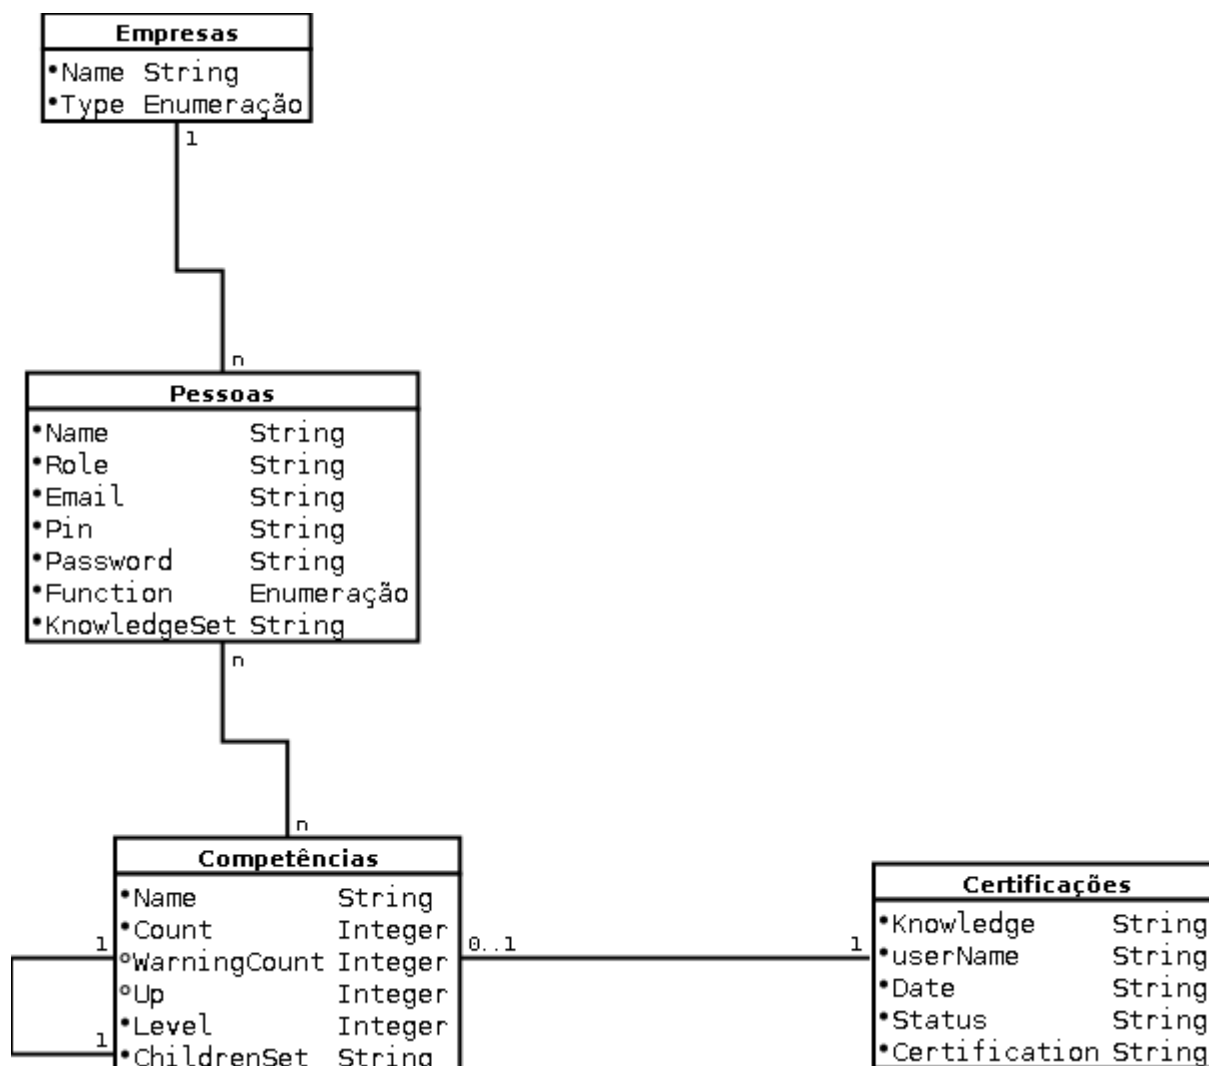 Empresas
•Name String
•Type Enumeração
1
n
Pessoas
•Name String
•Role String
•Email String
•Pin String
•Password String
•Function Enumeração
•KnowledgeSet String
n
n
Competências
•Name String
•Count Integer
◦WarningCount Integer
◦Up Integer
•Level Integer
•ChildrenSet String
1
1
0..1
1
Certificações
•Knowledge String
•userName String
•Date String
•Status String
•Certification String